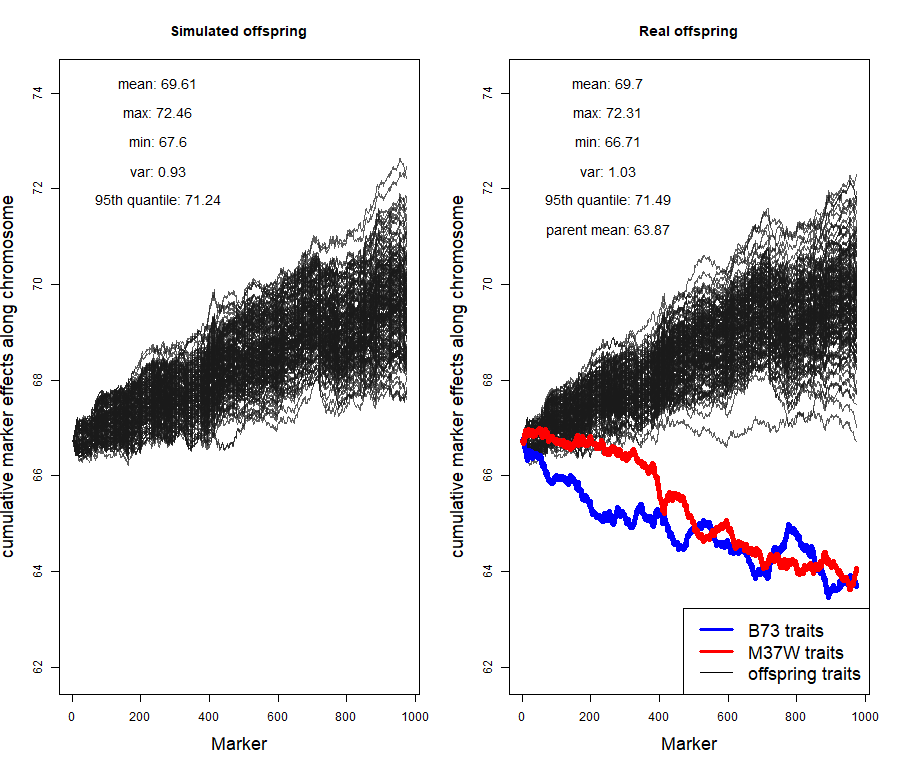 Simulated offspring
mean: 69.61
max: 72.46
min: 67.6
var: 0.93
95th quantile: 71.24
cumulative marker effects along chromosome
74
72
70
68
66
64
62
0 200 400 600 800 1000
Marker
Real offspring
mean: 69.7
max: 72.31
min: 66.71
var: 1.03
95th quantile: 71.49
parent mean: 63.87
cumulative marker effects along chromosome
74
72
70
68
66
64
62
B73 traits
M37W traits
offspring traits
0 200 400 600 800 1000
Marker